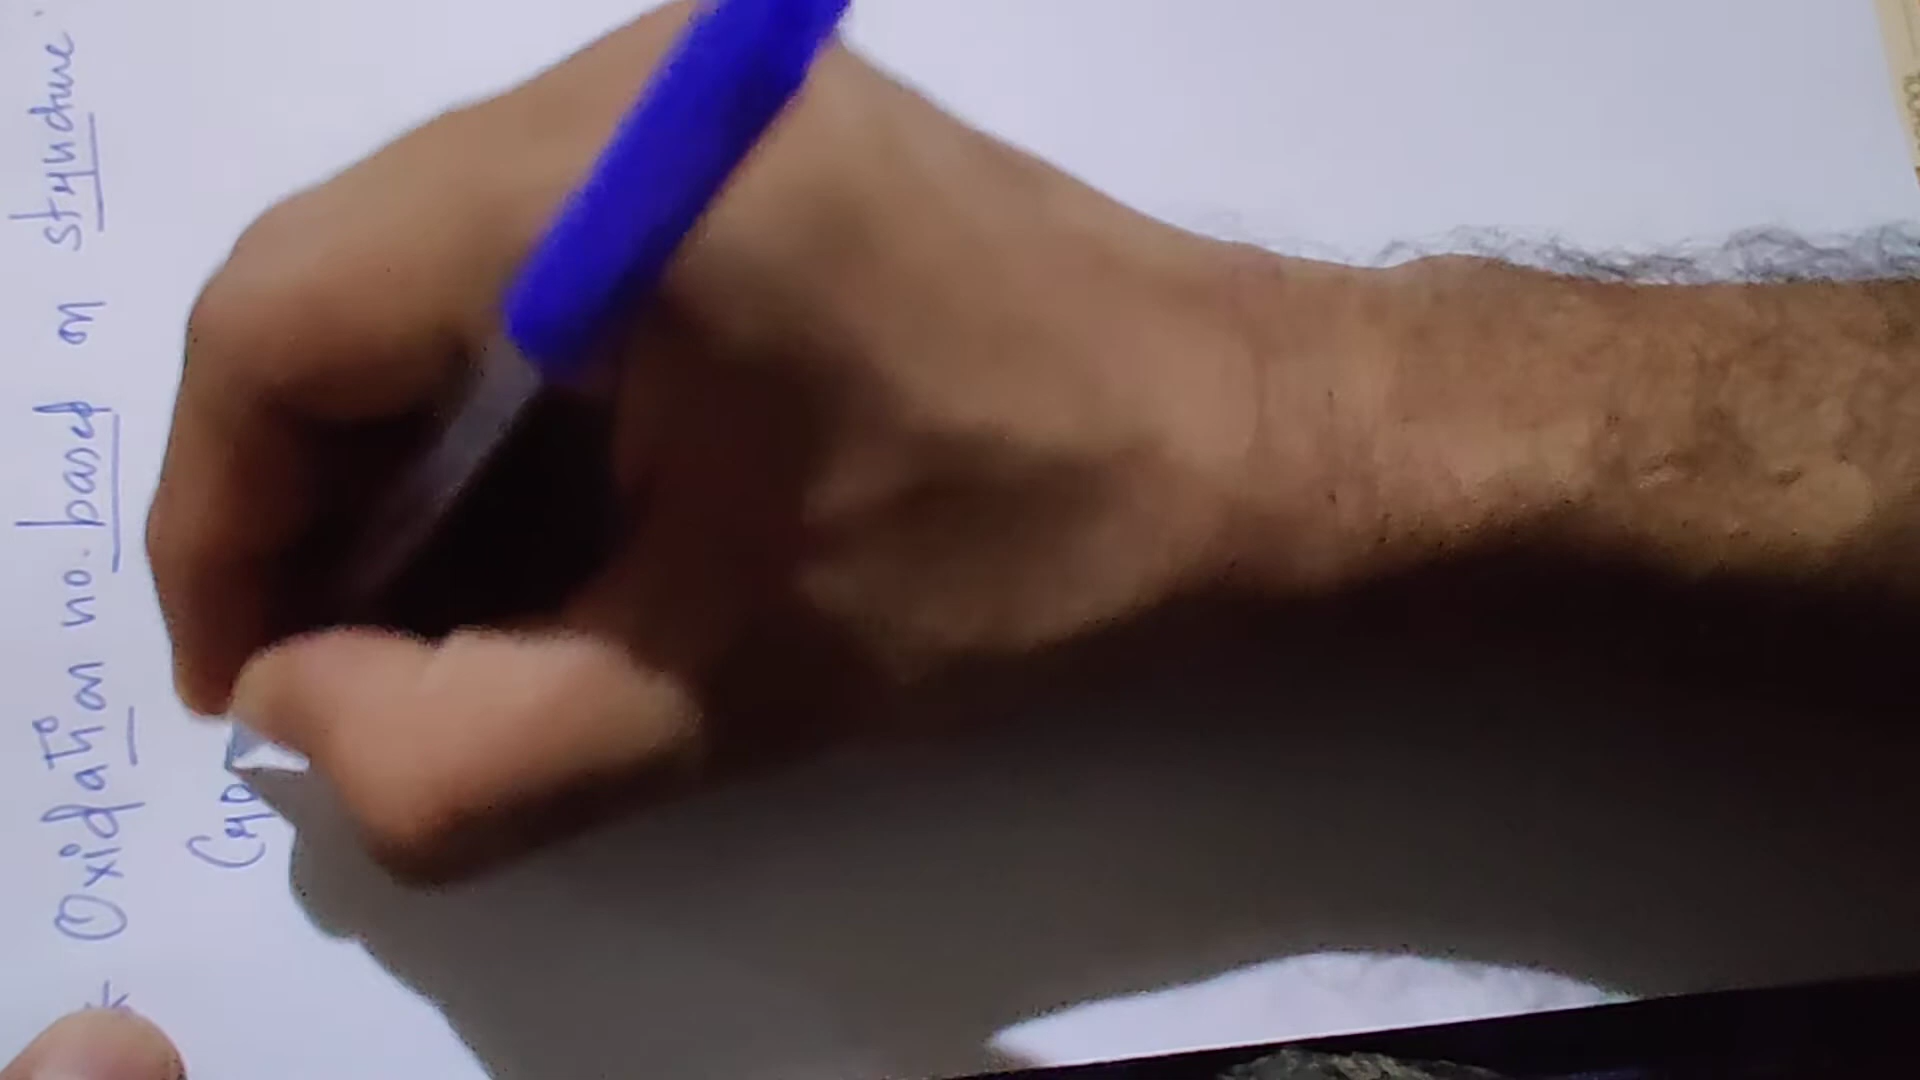 * Oxidation no. based on structure.